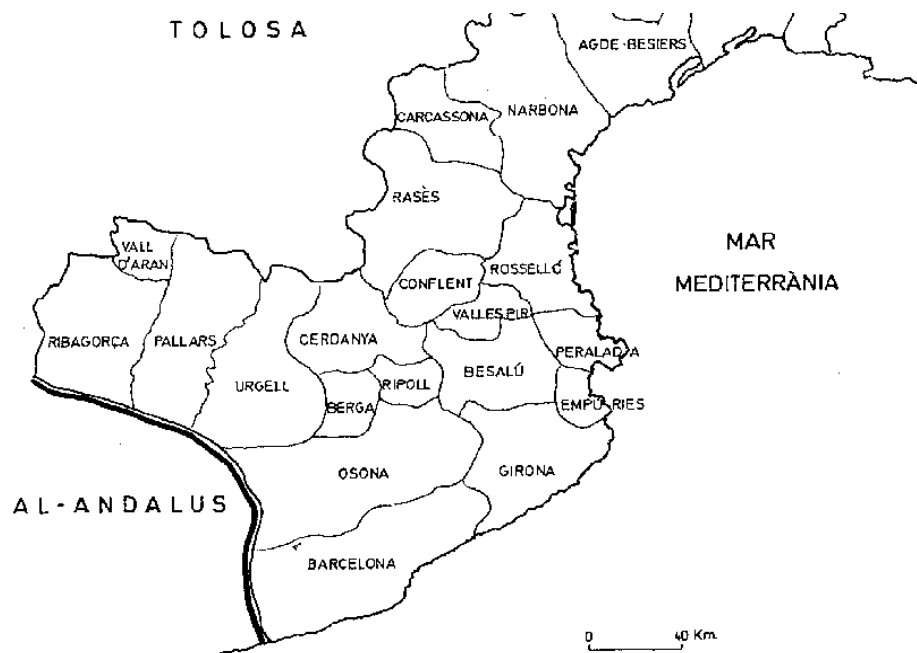 TOLOSA
AGDE-BESIERS
CARCASSONA
NARBONA
RASÈS
VALL
D'ARAN
MAR
MEDITERRÀNIA
CONFLENT
ROSSELLÓ
VALLESPIR
RIBAGORÇA
PALLARS
CERDANYA
PERALADA
URGELL
BESALÚ
RIPOLL
BERGA
EMPÚRIES
OSONA
GIRONA
AL-ANDALUS
BARCELONA
0 40 Km.